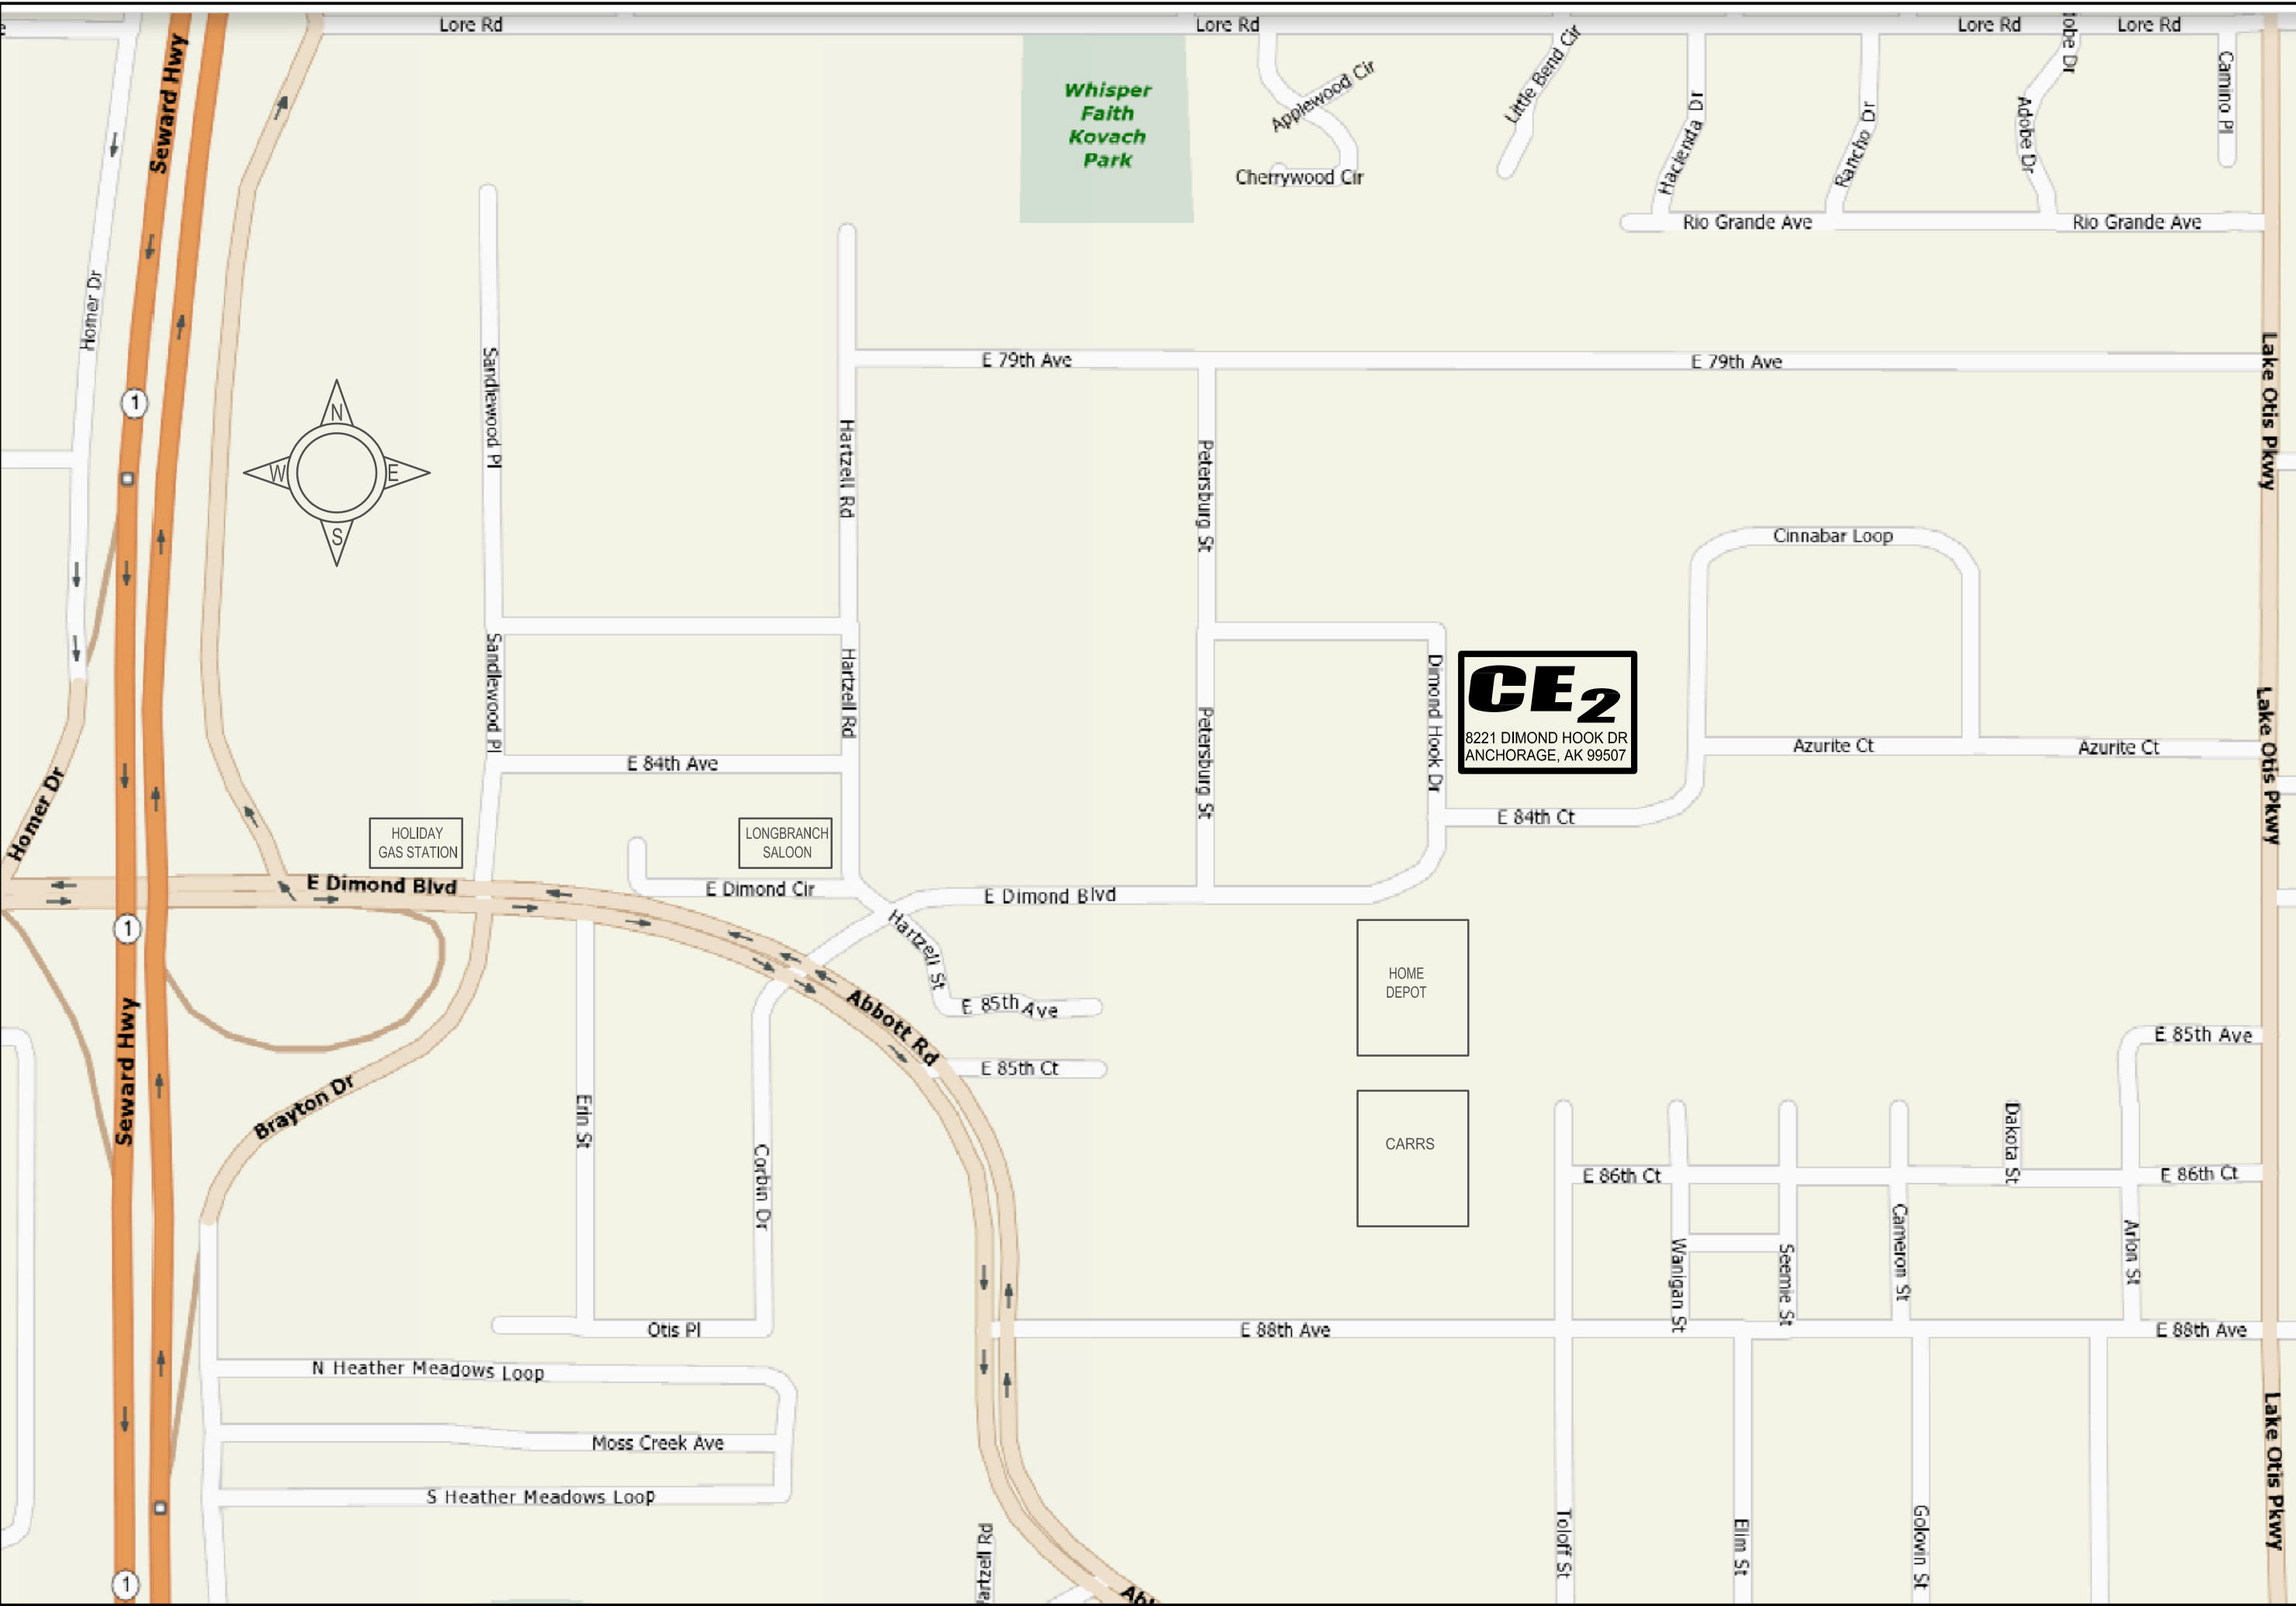 Lore Rd
Lore Rd
Lore Rd
Lore Rd
Seward Hwy
Whisper
Faith
Kovach
Park
Applewood Cir
Cherrywood Cir
Little Bend Cir
Hacienda Dr
Rancho Dr
Adobe Dr
Camino Pl
Rio Grande Ave
Rio Grande Ave
Homer Dr
1
N
W
E
S
Sandlewood Pl
Hartzell Rd
E 79th Ave
E 79th Ave
Petersburg St
Lake Otis Pkwy
Cinnabar Loop
Sandlewood Pl
Hartzell Rd
Petersburg St
Dimond Hook Dr
CE2
8221 DIMOND HOOK DR
ANCHORAGE, AK 99507
Azurite Ct
Azurite Ct
Lake Otis Pkwy
E 84th Ave
E 84th Ct
Homer Dr
HOLIDAY
GAS STATION
LONGBRANCH
SALOON
E Dimond Blvd
E Dimond Cir
E Dimond Blvd
1
Hartzell St
Abbott Rd
E 85th Ave
E 85th Ct
HOME
DEPOT
CARRS
E 85th Ave
Seward Hwy
Brayton Dr
Erin St
Corbin Dr
E 86th Ct
Dakota St
E 86th Ct
Wanigan St
Seemie St
Cameron St
Arlon St
Otis Pl
E 88th Ave
E 88th Ave
N Heather Meadows Loop
Moss Creek Ave
S Heather Meadows Loop
Toloff St
Elim St
Golovin St
Lake Otis Pkwy
1